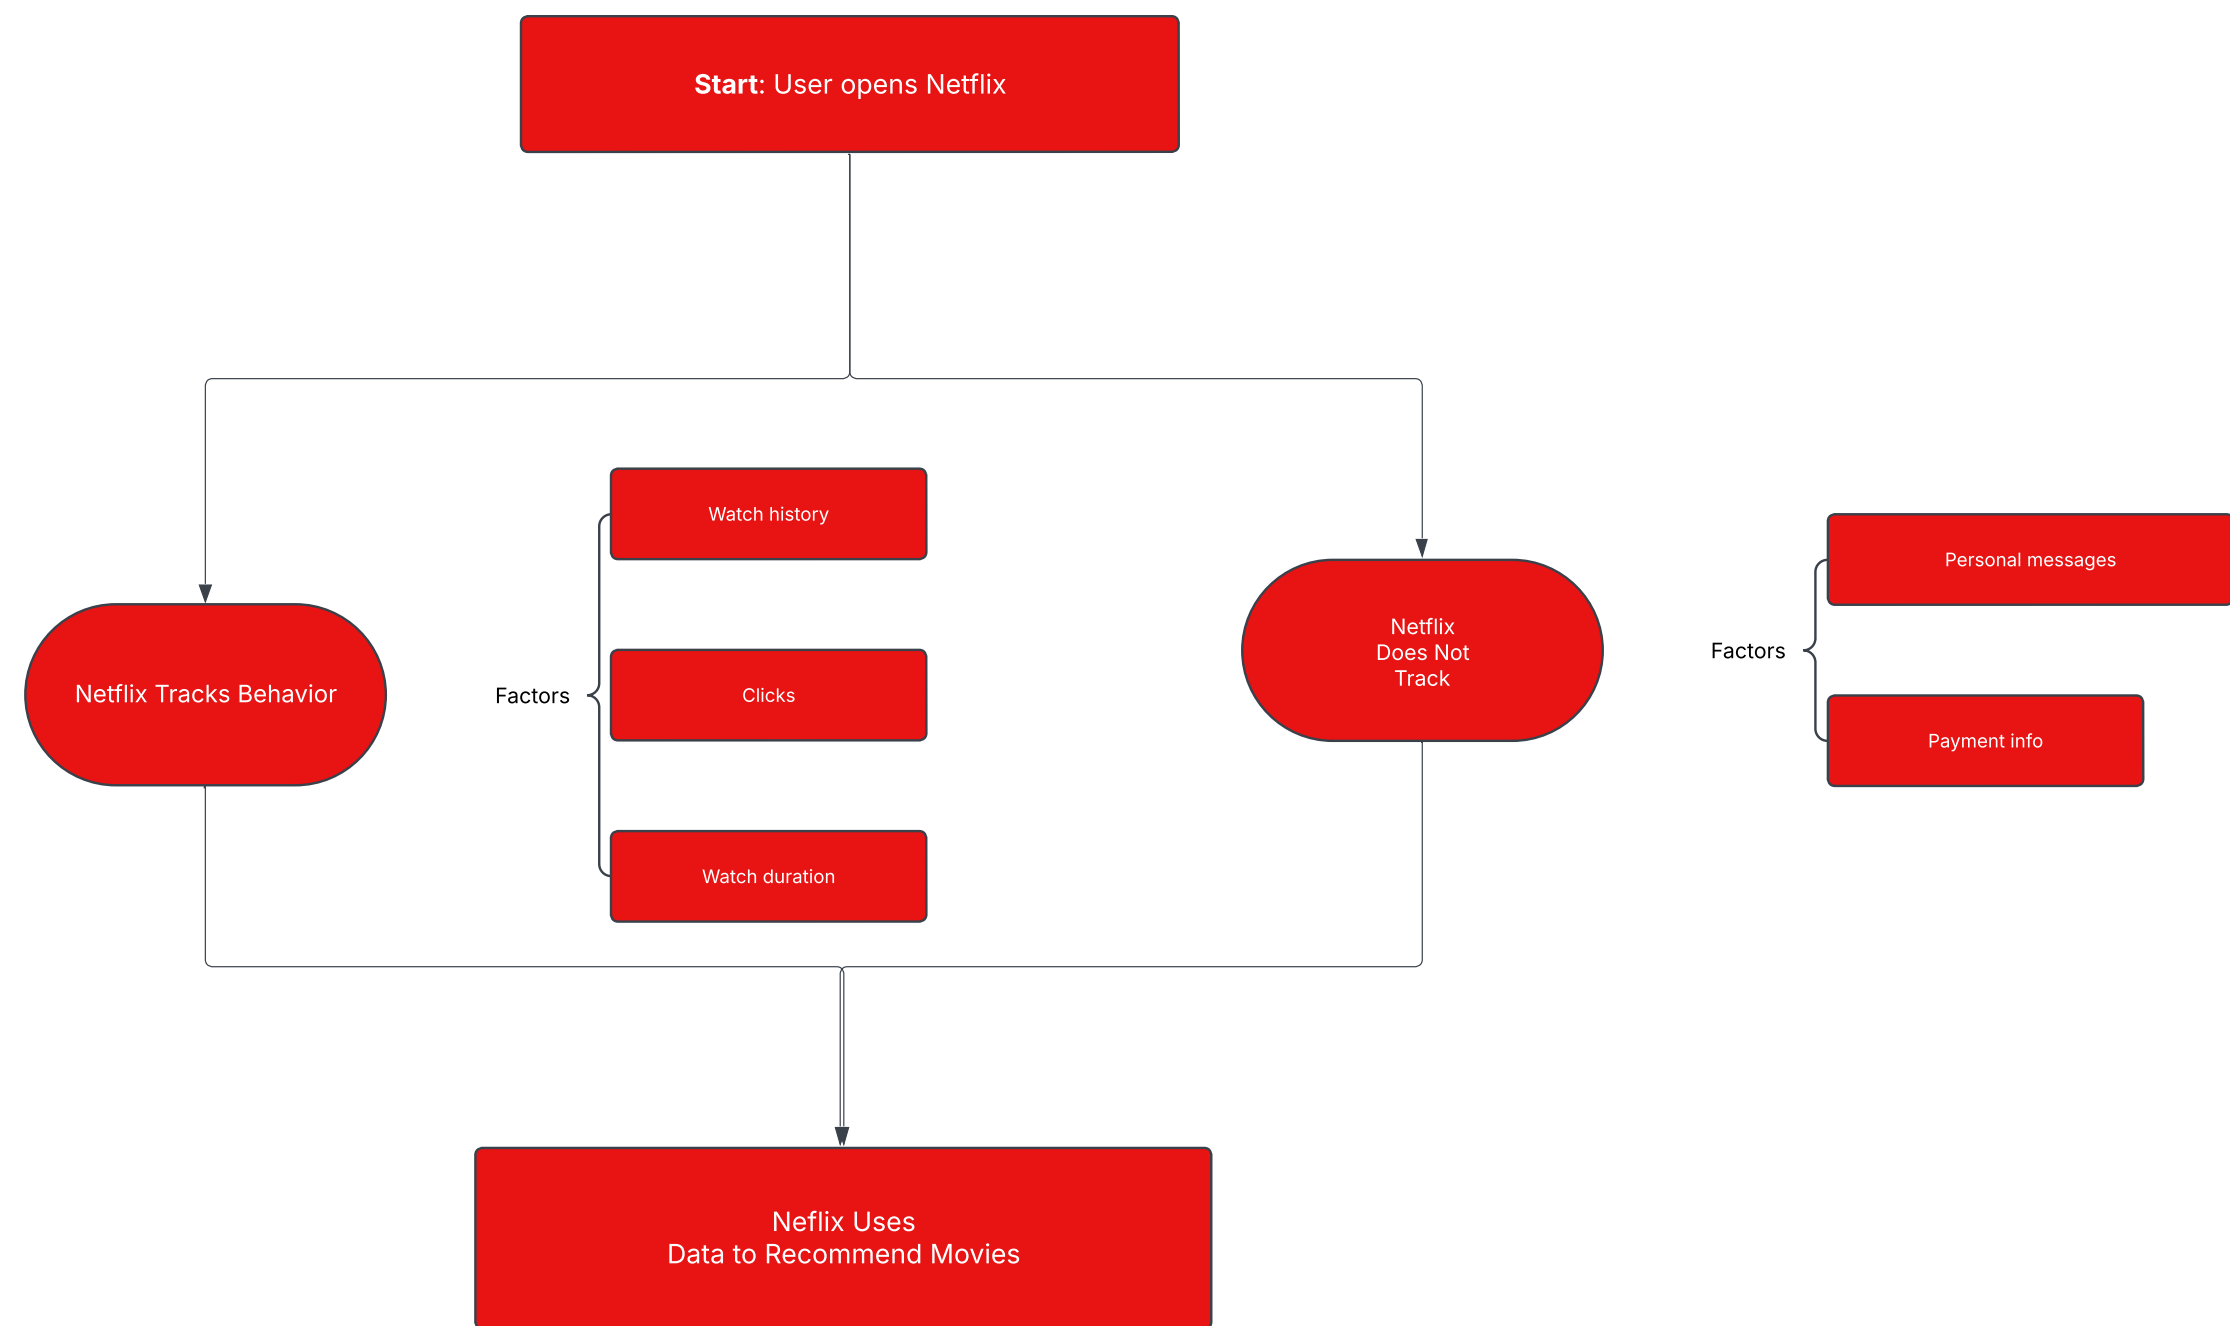 Start: User opens Netflix
Watch history
Netflix Tracks Behavior
Factors
Clicks
Watch duration
Netflix
Does Not
Track
Factors
Personal messages
Payment info
Neflix Uses
Data to Recommend Movies